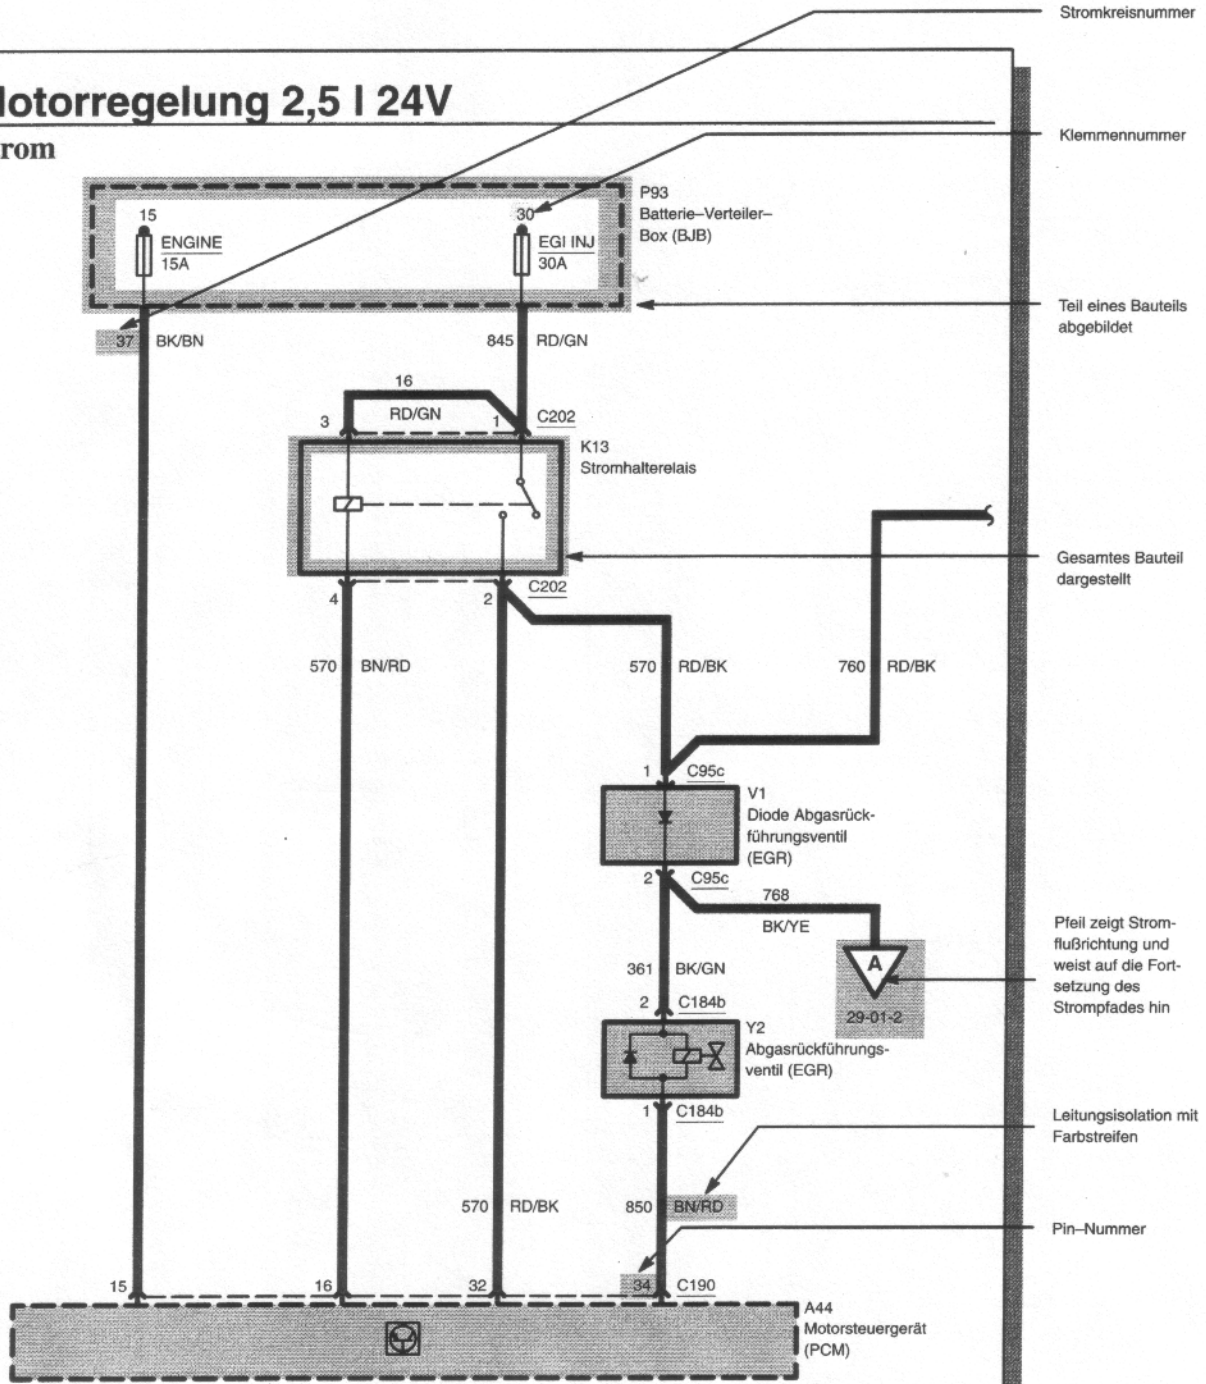 Stromkreisnummer
Motorregelung 2,5 l 24V
rom
Klemmennummer
P93
Batterie–Verteiler–
Box (BJB)
15
ENGINE
15A
30
EGI INJ
30A
Teil eines Bauteils
abgebildet
37 BK/BN
845 RD/GN
16
RD/GN
3
1
C202
K13
Stromhalterelais
Gesamtes Bauteil
dargestellt
4
2
C202
570 BN/RD
570 RD/BK
760 RD/BK
1
C95c
V1
Diode Abgasrück-
führungsventil
(EGR)
2
C95c
768
BK/YE
Pfeil zeigt Strom-
flußrichtung und
weist auf die Fort-
setzung des
Strompfades hin
A
29-01-2
361 BK/GN
2
C184b
Y2
Abgasrückführungs-
ventil (EGR)
1
C184b
Leitungsisolation mit
Farbstreifen
570 RD/BK
850 BN/RD
Pin–Nummer
15
16
32
34
C190
A44
Motorsteuergerät
(PCM)